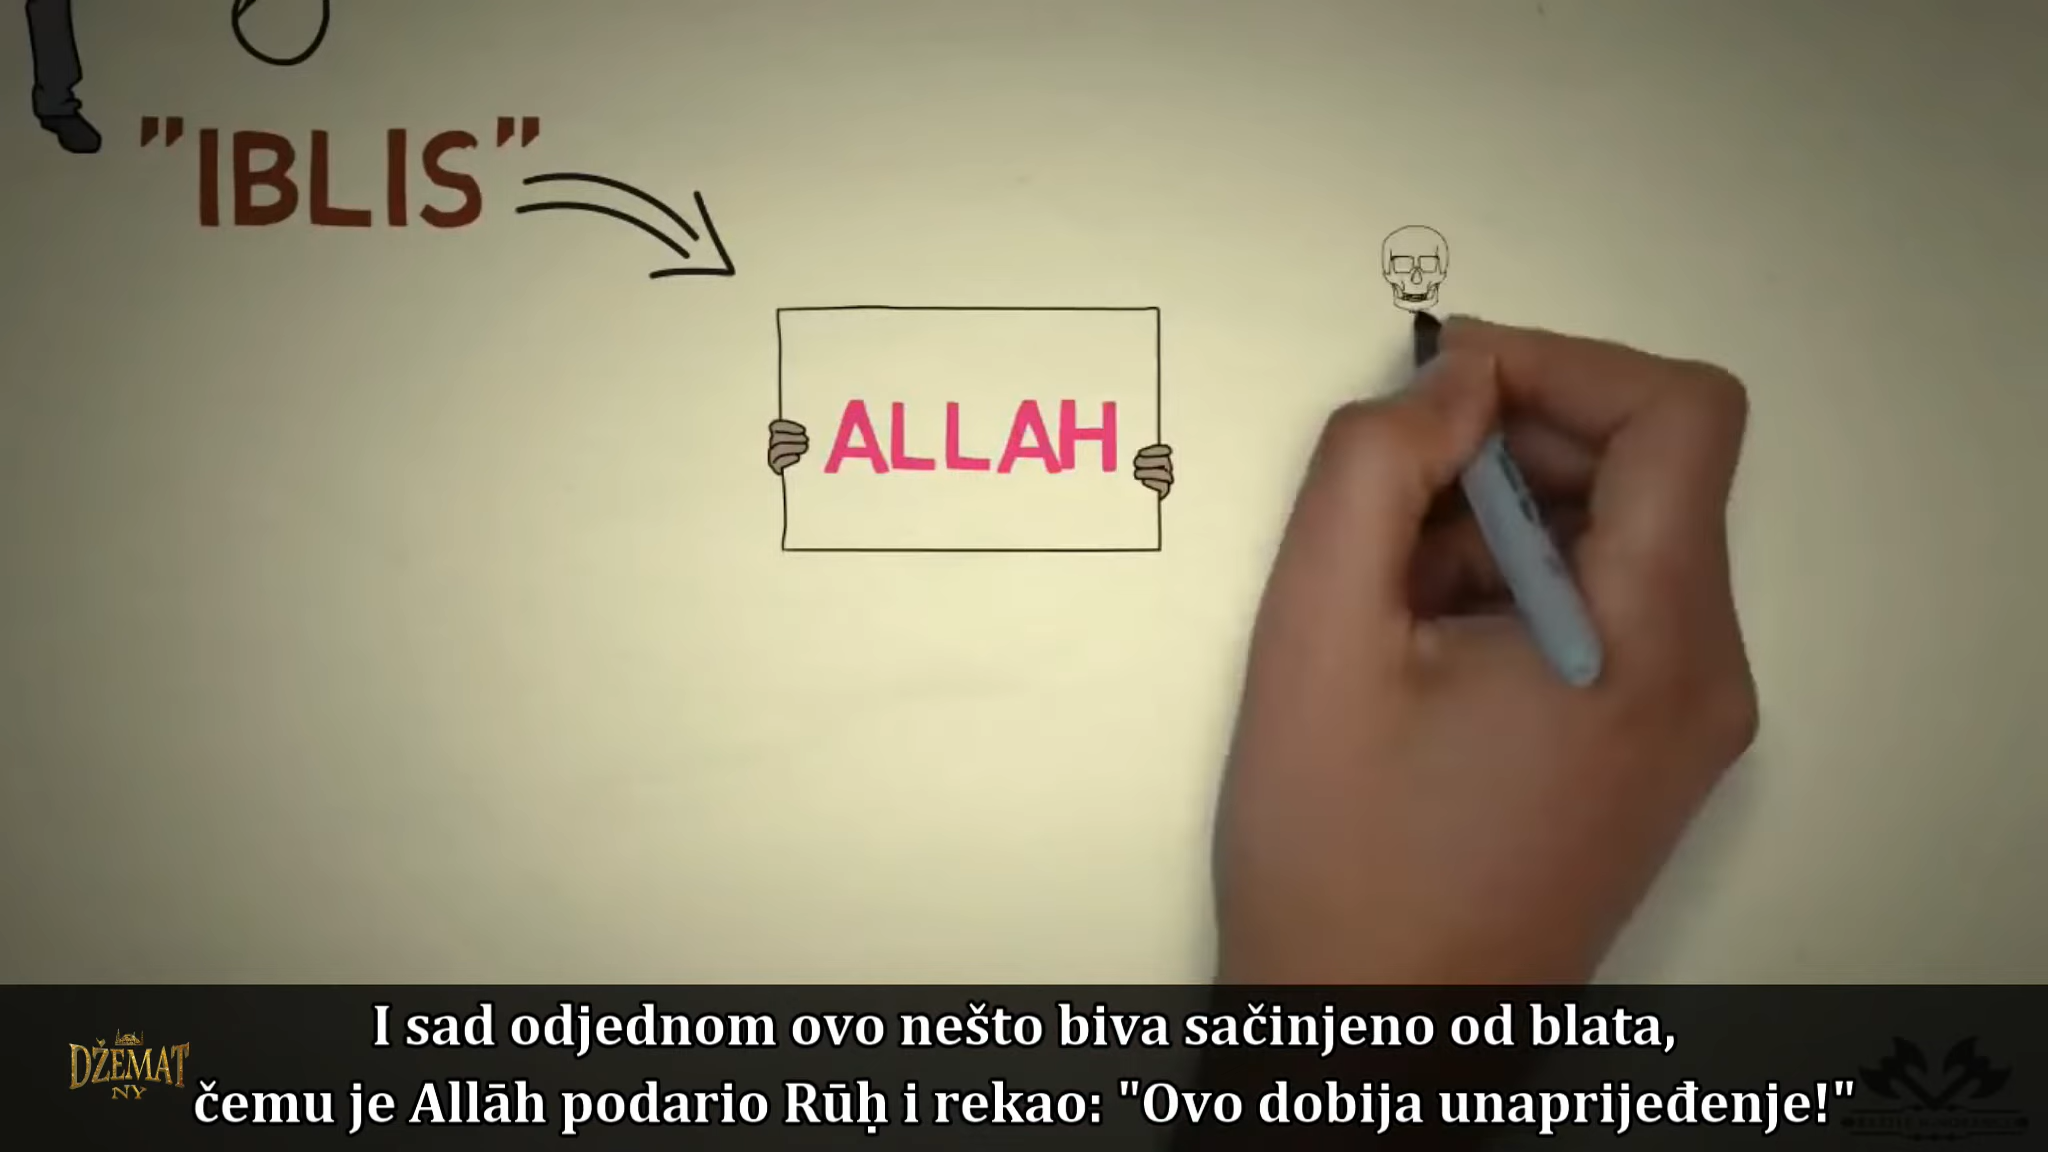 "IBLIS"
ALLAH
I sad odjednom ovo nešto biva sačinjeno od blata,
čemu je Allāh podario Rūḥ i rekao: "Ovo dobija unaprijeđenje!"
DŽEMAT
NY